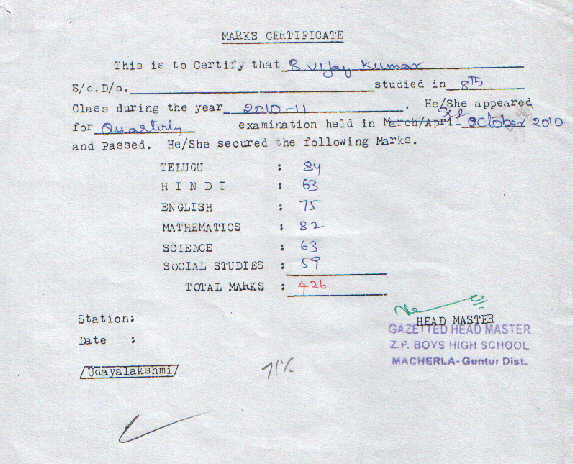 MARKS CERTIFICATE
This is to Certify that S.Vijay Kumar
S/o.D/o. studied in 8TH
Class during the year 2010-11. He/She appeared
for Quarterly examination held in March/April- October 2010
and Passed. He/She secured the following Marks.
TELUGU : 84
HINDI : 63
ENGLISH : 75
MATHEMATICS : 82
SCIENCE : 63
SOCIAL STUDIES : 59
TOTAL MARKS : 426
Station:
Date :
HEAD MASTER
GAZETTED HEAD MASTER
Z.P. BOYS HIGH SCHOOL
MACHERLA-Guntur Dist.
/Udayalakshmi/
71%